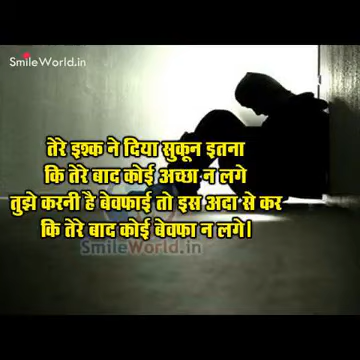 SmileWorld.in
तेरे इश्क ने दिया सुकून इतना
कि तेरे बाद कोई अच्छा न लगे
तुझे करनी है बेवफाई तो इस अदा से कर
कि तेरे बाद कोई बेवफा न लगे।
SmileWorld.in